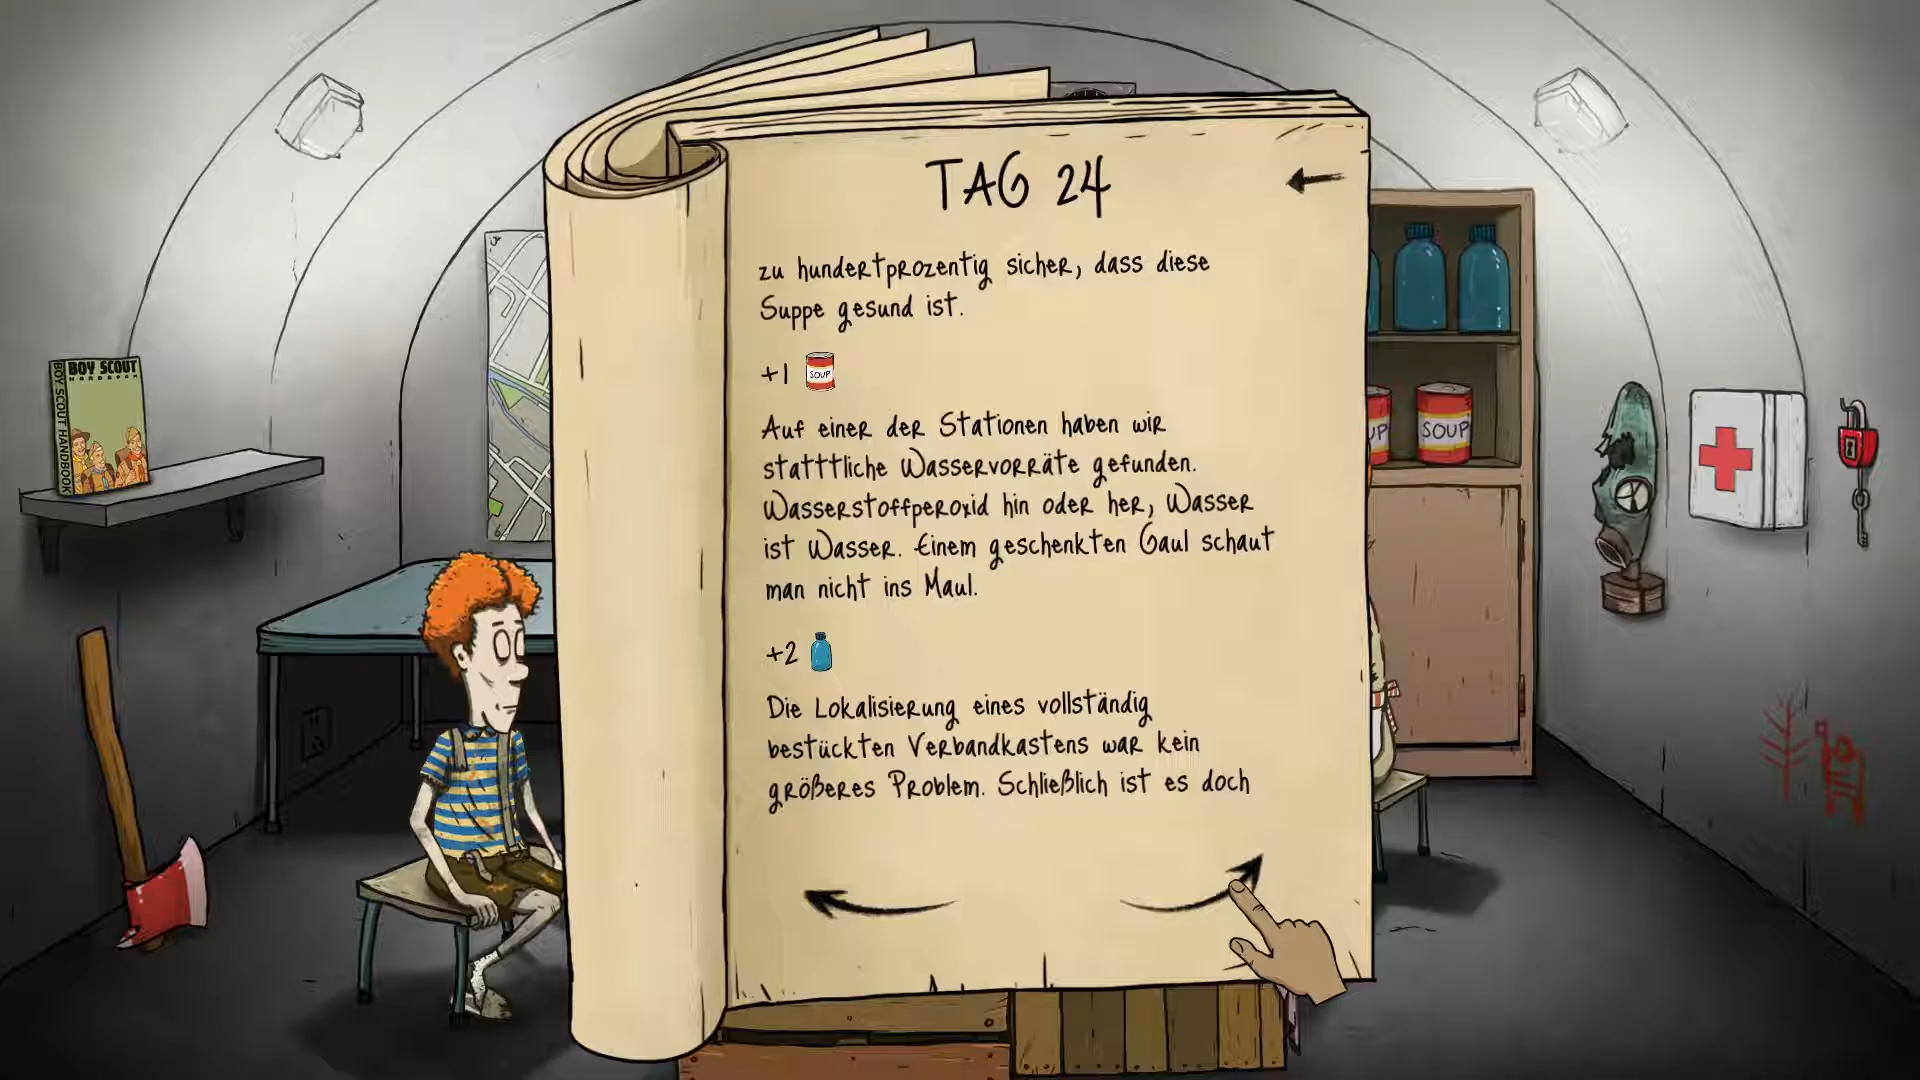 TAG 24
zu hundertprozentig sicher, dass diese
Suppe gesund ist.
+1
SOUP
Auf einer der Stationen haben wir
statttliche Wasservorräte gefunden.
Wasserstoffperoxid hin oder her, Wasser
ist Wasser. Einem geschenkten Gaul schaut
man nicht ins Maul.
+2
Die Lokalisierung eines vollständig
bestückten Verbandkastens war kein
größeres Problem. Schließlich ist es doch
BOY SCOUT
HANDBOOK
BOY SCOUT HANDBOOK
UP
SOUP